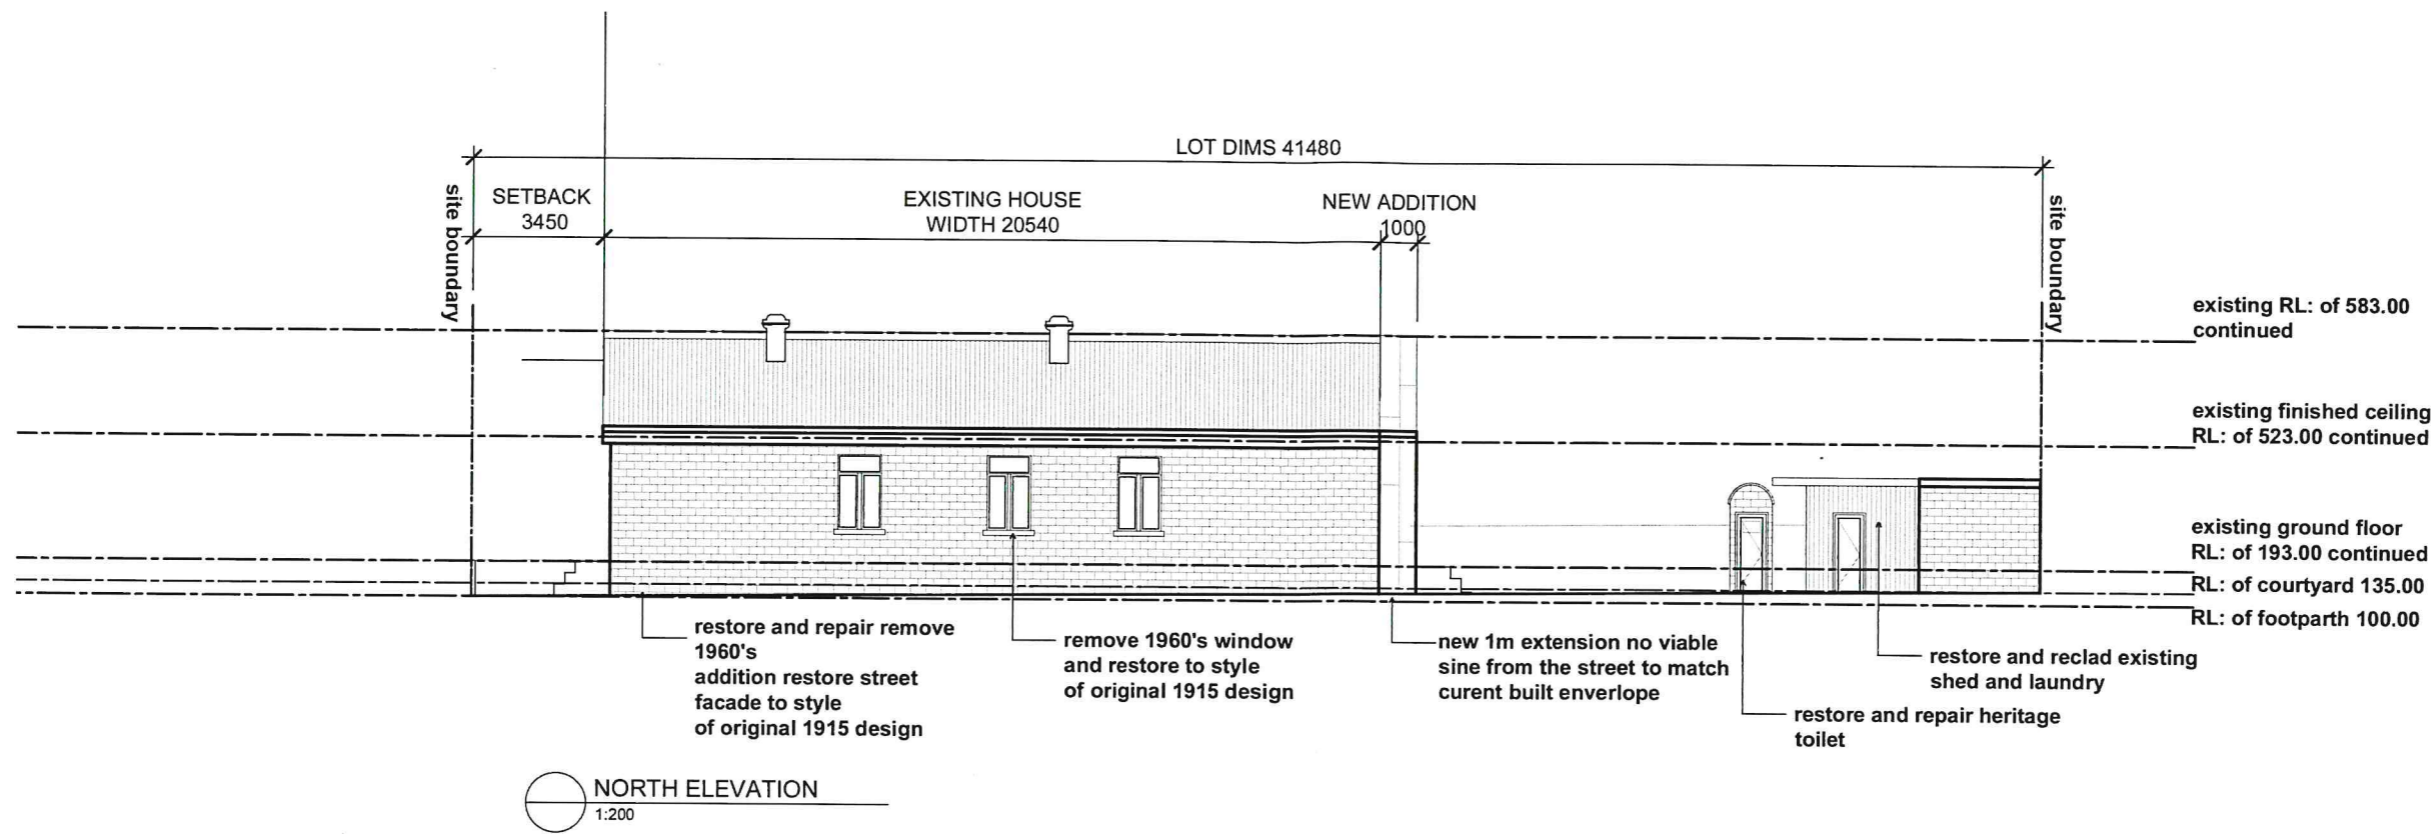 LOT DIMS 41480
SETBACK
3450
EXISTING HOUSE
WIDTH 20540
NEW ADDITION
1000
site boundary
site boundary
existing RL: of 583.00
continued
existing finished ceiling
RL: of 523.00 continued
existing ground floor
RL: of 193.00 continued
RL: of courtyard 135.00
RL: of footparth 100.00
restore and repair remove
1960's
addition restore street
facade to style
of original 1915 design
remove 1960's window
and restore to style
of original 1915 design
new 1m extension no viable
sine from the street to match
curent built enverlope
restore and reclad existing
shed and laundry
restore and repair heritage
toilet
NORTH ELEVATION
1:200